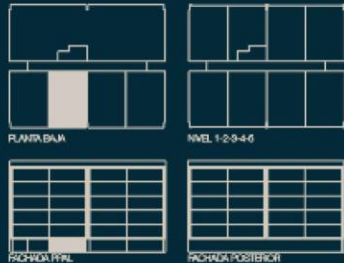 PLANTA BAJA
NIVEL 1-2-3-4-5
FACHADA PPAL
FACHADA POSTERIOR